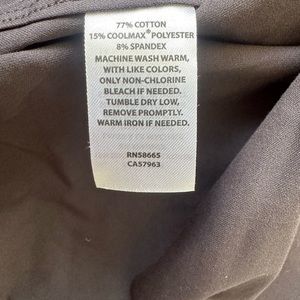 77% COTTON
15% COOLMAX® POLYESTER
8% SPANDEX
MACHINE WASH WARM,
WITH LIKE COLORS,
ONLY NON-CHLORINE
BLEACH IF NEEDED.
TUMBLE DRY LOW,
REMOVE PROMPTLY.
WARM IRON IF NEEDED.
RN58665
CA57963